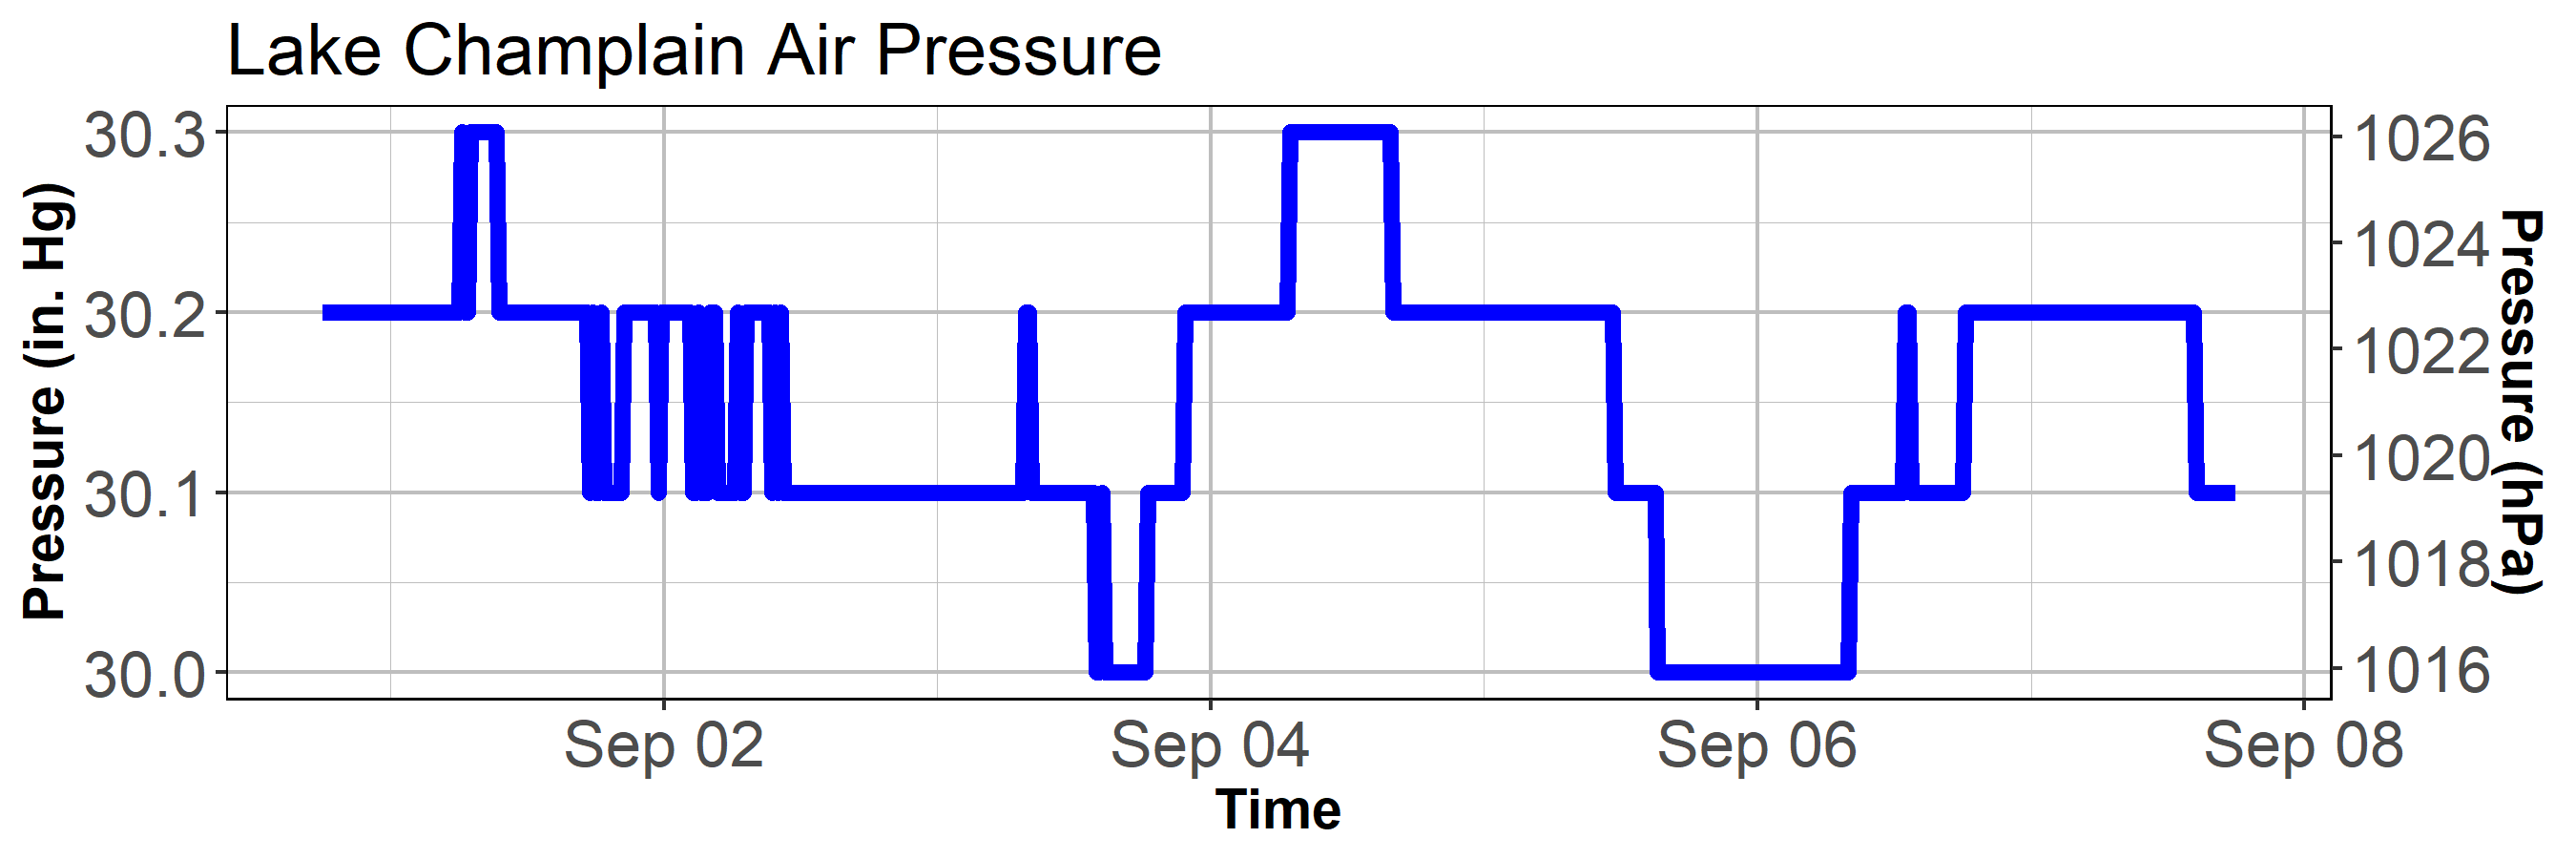 Lake Champlain Air Pressure
Pressure (in. Hg)
30.3
30.2
30.1
30.0
1026
1024
1022
1020
1018
1016
Pressure (hPa)
Sep 02 Sep 04 Sep 06 Sep 08
Time